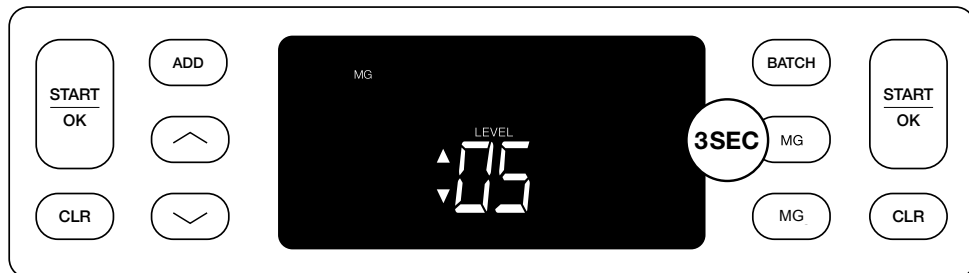 START
OK
ADD
CLR
MG
LEVEL
05
3SEC
BATCH
MG
MG
START
OK
CLR